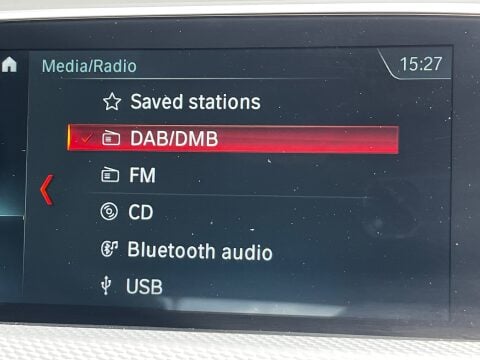 Media/Radio 15:27
Saved stations
DAB/DMB
FM
CD
Bluetooth audio
USB